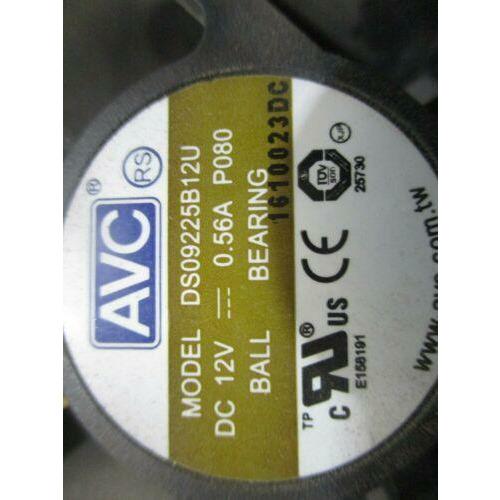 AVC®
RS
MODEL DS09225B12U
DC 12V 0.56A P080
BALL BEARING
1610023DC
TÜV
25730
CE
TP
C US ®
E158191
www.avc.com.tw